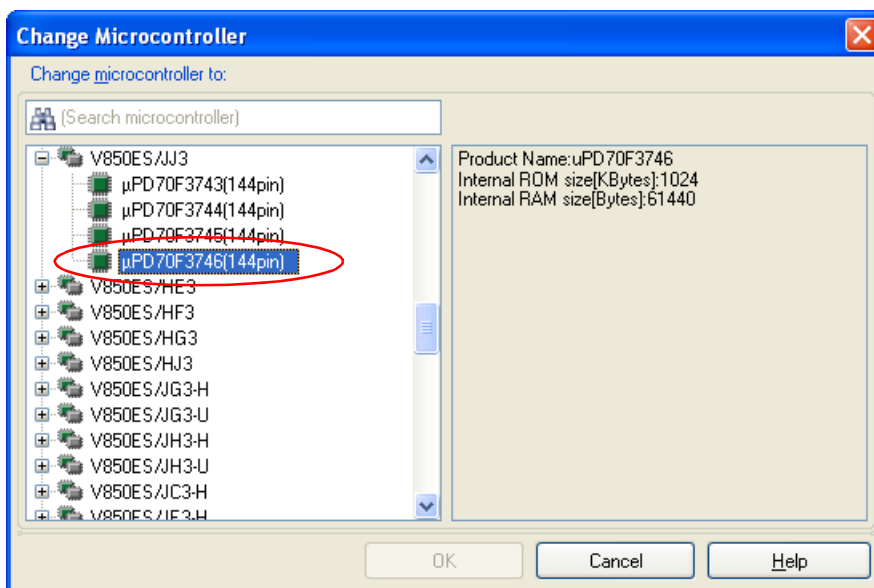 Change Microcontroller
Change microcontroller to:
(Search microcontroller)
V850ES/JJ3
µPD70F3743(144pin)
µPD70F3744(144pin)
µPD70F3745(144pin)
µPD70F3746(144pin)
V850ES/HE3
V850ES/HF3
V850ES/HG3
V850ES/HJ3
V850ES/JG3-H
V850ES/JG3-U
V850ES/JH3-H
V850ES/JH3-U
V850ES/JC3-H
V850ES/JE3-H
Product Name:uPD70F3746
Internal ROM size[KBytes]:1024
Internal RAM size[Bytes]:61440
OK
Cancel
Help